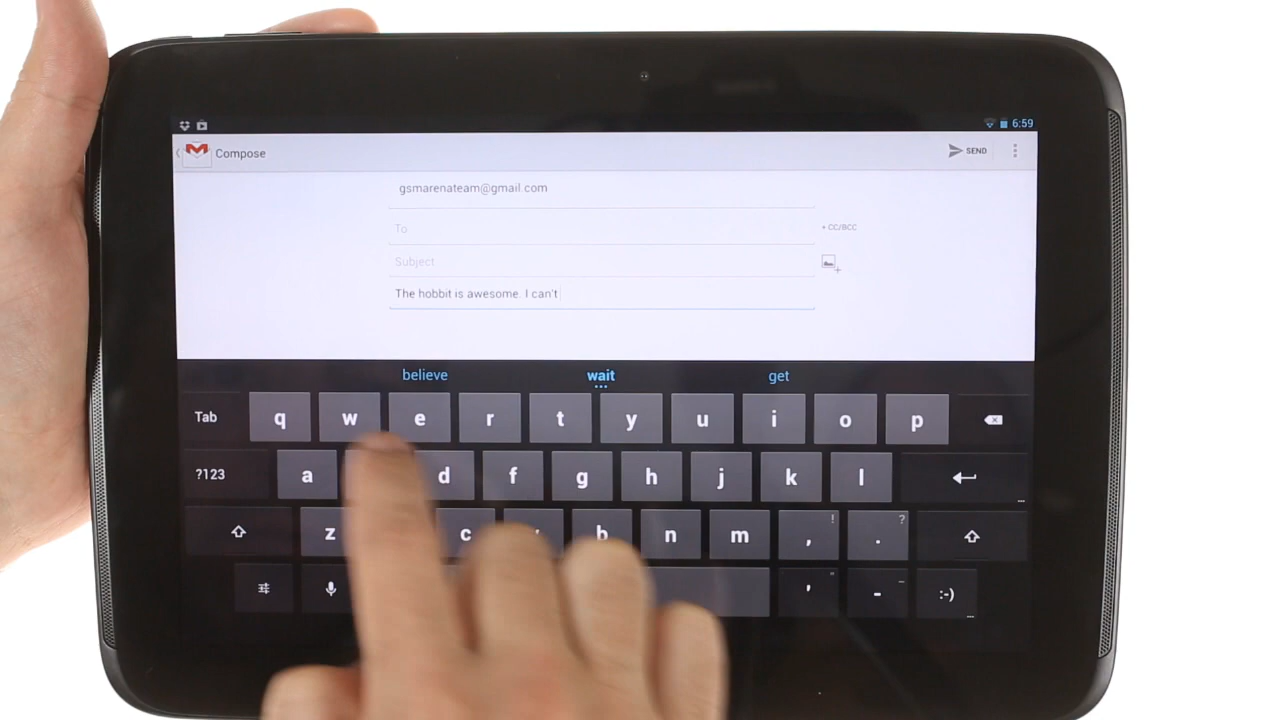 6:59
Compose
SEND
gsmarenateam@gmail.com
To
+ CC/BCC
Subject
The hobbit is awesome. I can't
believe wait get
Tab q w e r t y u i o p
?123 a d f g h j k l
z c b n m , ! . ?
' " - _ :-)